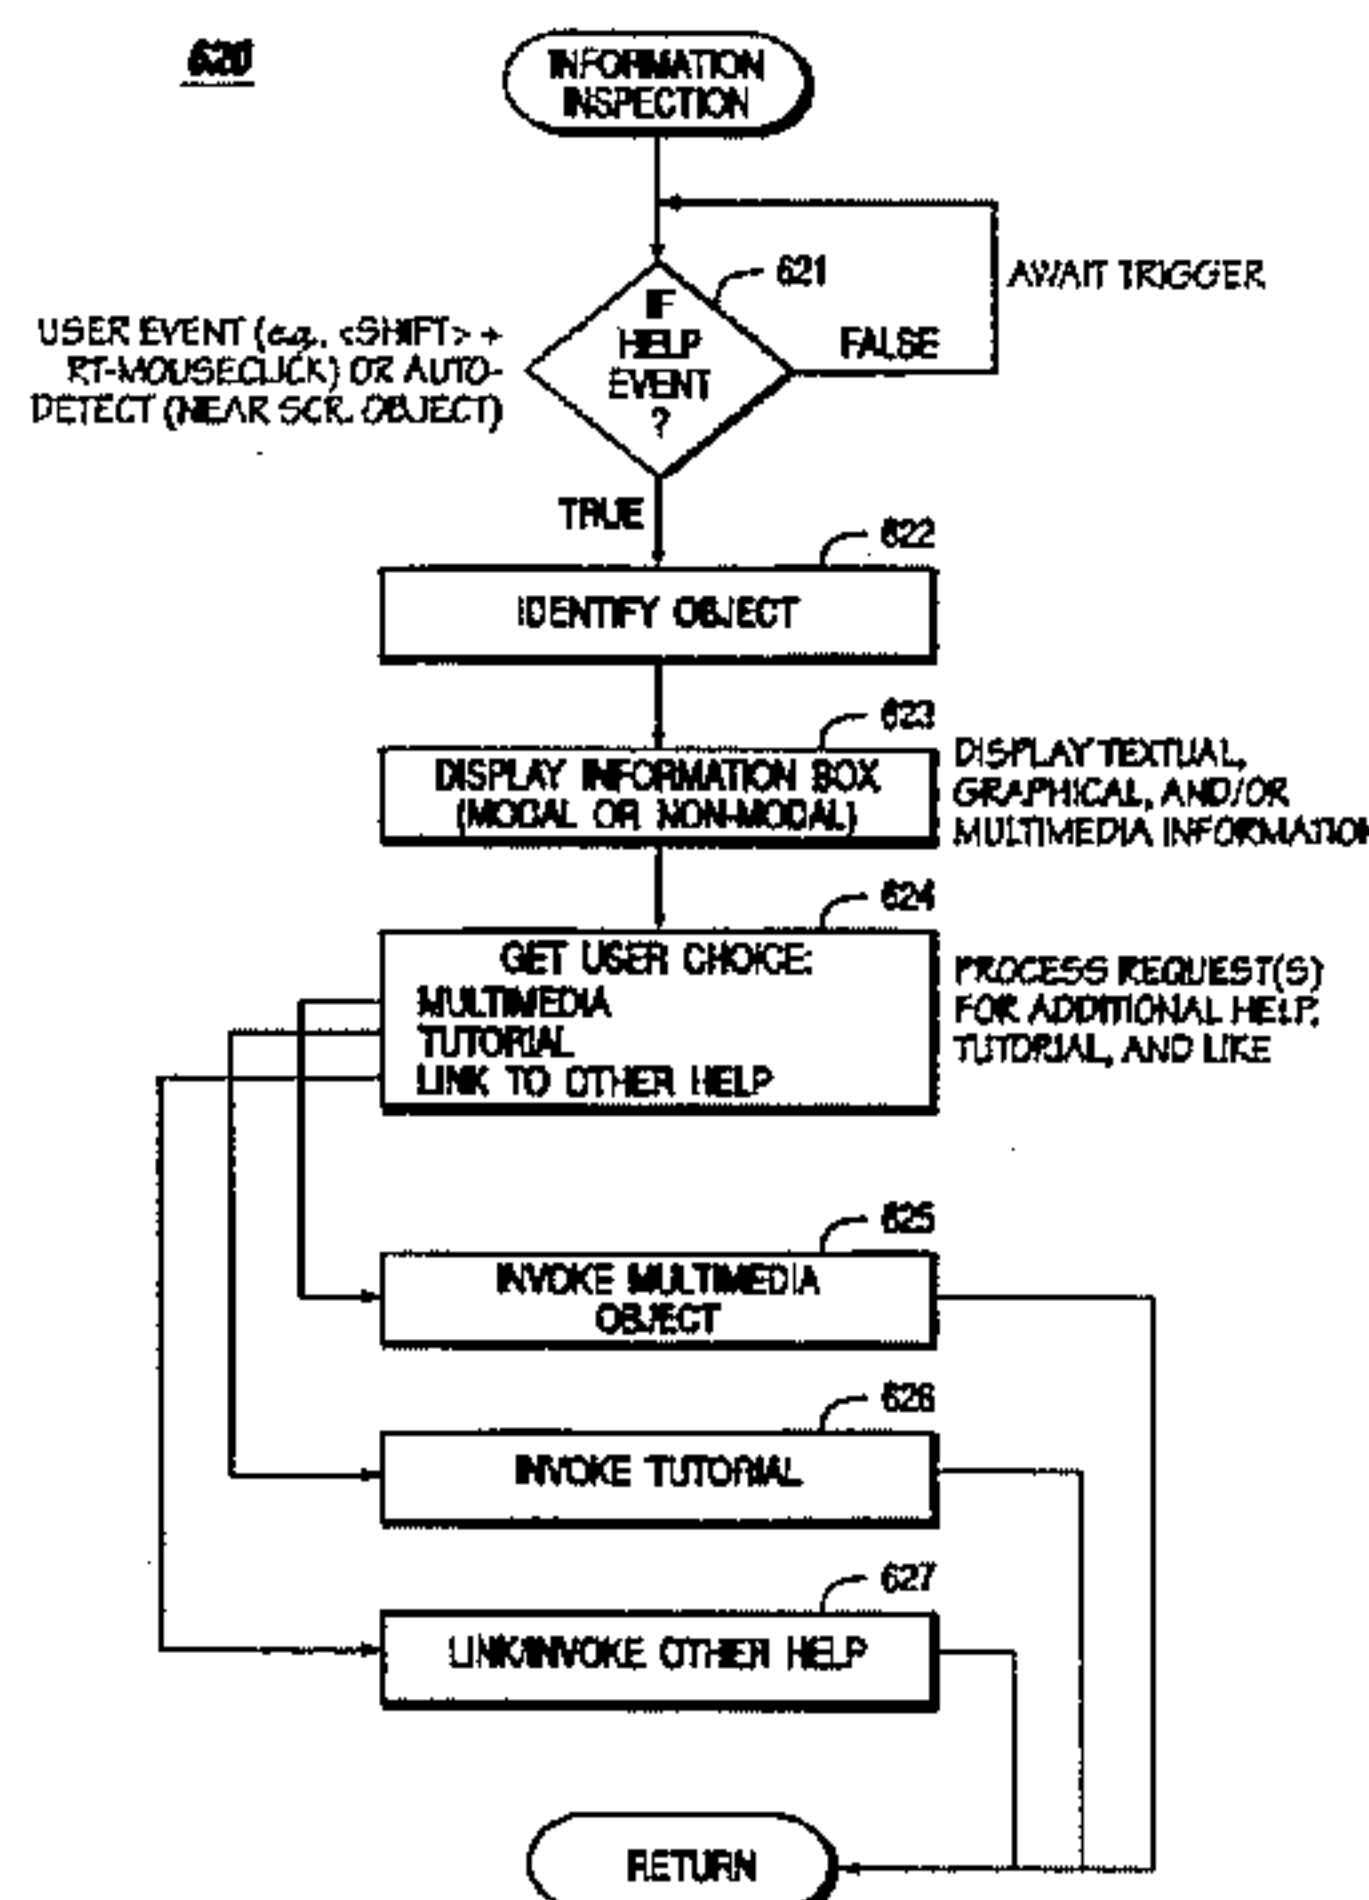 620
INFORMATION
INSPECTION
621
AWAIT TRIGGER
IF
HELP
EVENT
?
FALSE
USER EVENT (e.g., <SHIFT> +
RT-MOUSECLICK) OR AUTO-
DETECT (NEAR SCR. OBJECT)
TRUE
622
IDENTIFY OBJECT
623
DISPLAY INFORMATION BOX
(MODAL OR NON-MODAL)
DISPLAY TEXTUAL,
GRAPHICAL, AND/OR
MULTIMEDIA INFORMATION
624
GET USER CHOICE:
MULTIMEDIA
TUTORIAL
LINK TO OTHER HELP
PROCESS REQUEST(S)
FOR ADDITIONAL HELP,
TUTORIAL, AND LIKE
625
INVOKE MULTIMEDIA
OBJECT
626
INVOKE TUTORIAL
627
LINK/INVOKE OTHER HELP
RETURN